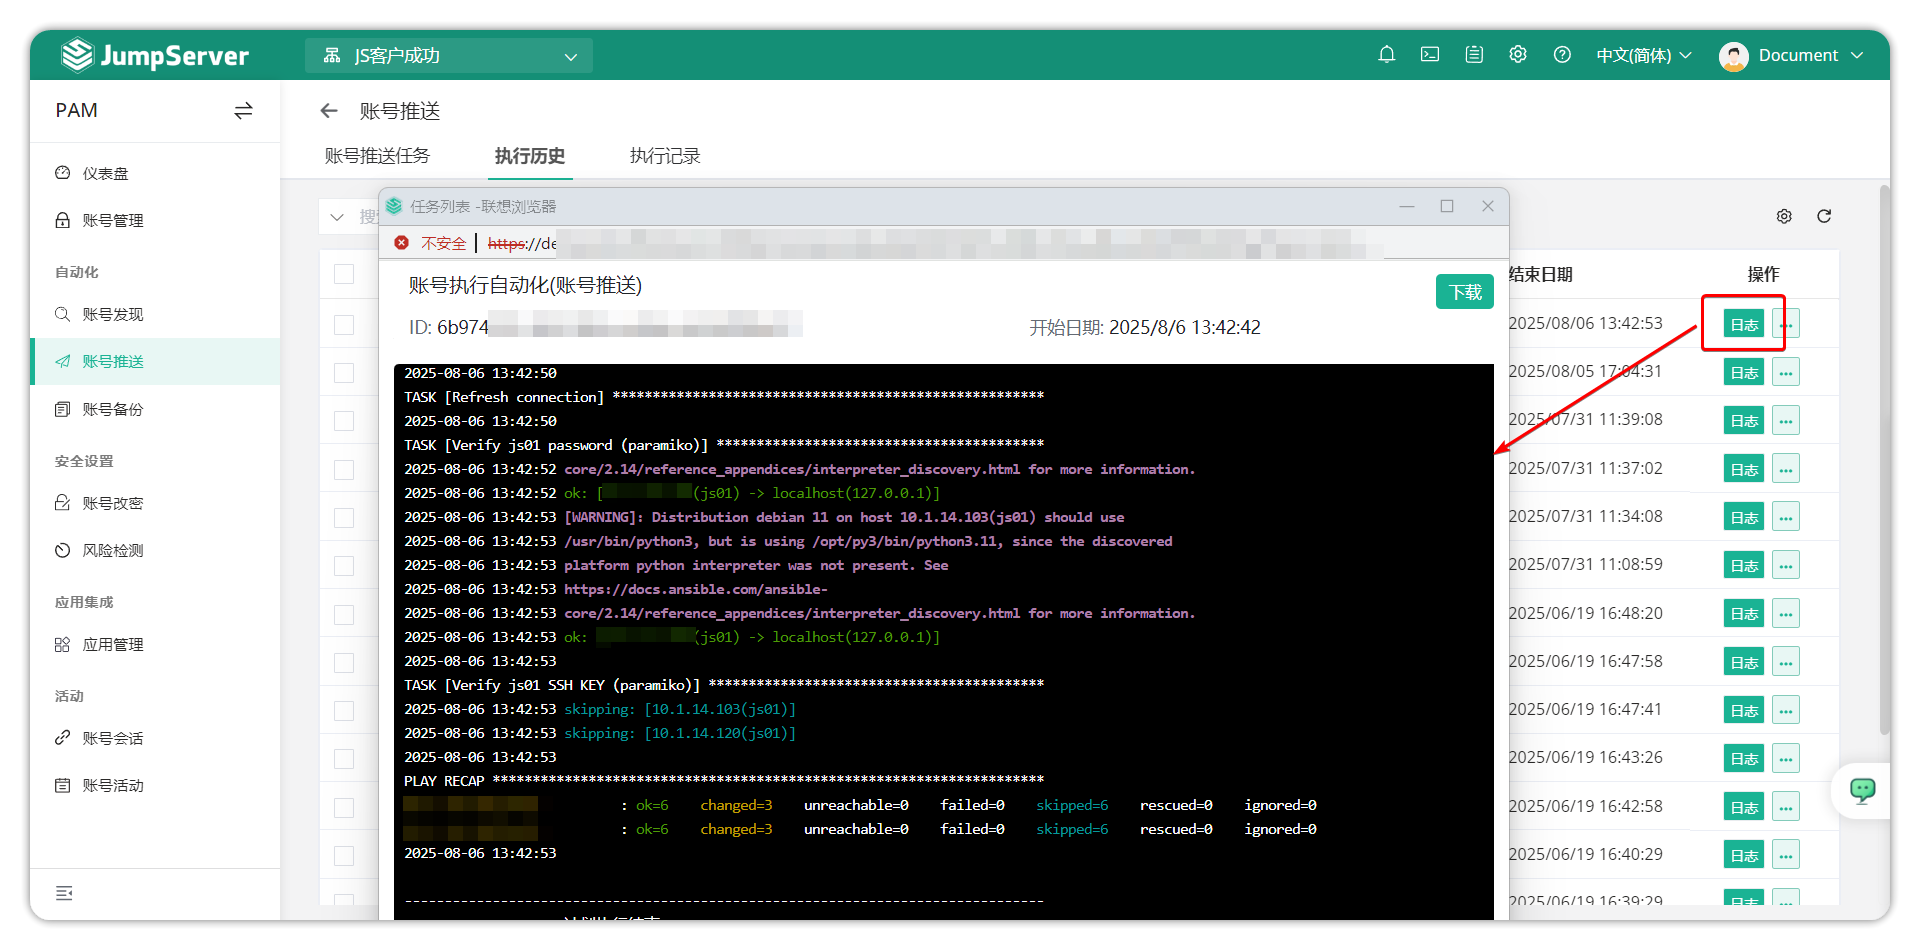 JumpServer
JS客户成功
中文(简体)
Document
PAM
仪表盘
账号管理
自动化
账号发现
账号推送
账号备份
安全设置
账号改密
风险检测
应用集成
应用管理
活动
账号会话
账号活动
账号推送
账号推送任务 执行历史 执行记录
搜
任务列表 -联想浏览器
不安全 https://de
账号执行自动化(账号推送)
下载
ID: 6b974
开始日期: 2025/8/6 13:42:42
2025-08-06 13:42:50
TASK [Refresh connection] ******************************************************
2025-08-06 13:42:50
TASK [Verify js01 password (paramiko)] *****************************************
2025-08-06 13:42:52 core/2.14/reference_appendices/interpreter_discovery.html for more information.
2025-08-06 13:42:52 ok: [ (js01) -> localhost(127.0.0.1)]
2025-08-06 13:42:53 [WARNING]: Distribution debian 11 on host 10.1.14.103(js01) should use
2025-08-06 13:42:53 /usr/bin/python3, but is using /opt/py3/bin/python3.11, since the discovered
2025-08-06 13:42:53 platform python interpreter was not present. See
2025-08-06 13:42:53 https://docs.ansible.com/ansible-
2025-08-06 13:42:53 core/2.14/reference_appendices/interpreter_discovery.html for more information.
2025-08-06 13:42:53 ok: (js01) -> localhost(127.0.0.1)]
2025-08-06 13:42:53
TASK [Verify js01 SSH KEY (paramiko)] ******************************************
2025-08-06 13:42:53 skipping: [10.1.14.103(js01)]
2025-08-06 13:42:53 skipping: [10.1.14.120(js01)]
2025-08-06 13:42:53
PLAY RECAP *********************************************************************
: ok=6 changed=3 unreachable=0 failed=0 skipped=6 rescued=0 ignored=0
: ok=6 changed=3 unreachable=0 failed=0 skipped=6 rescued=0 ignored=0
2025-08-06 13:42:53
--------------------------------------------------------------------------------
结束日期 操作
2025/08/06 13:42:53 日志 ...
2025/08/05 17:04:31 日志 ...
2025/07/31 11:39:08 日志 ...
2025/07/31 11:37:02 日志 ...
2025/07/31 11:34:08 日志 ...
2025/07/31 11:08:59 日志 ...
2025/06/19 16:48:20 日志 ...
2025/06/19 16:47:58 日志 ...
2025/06/19 16:47:41 日志 ...
2025/06/19 16:43:26 日志 ...
2025/06/19 16:42:58 日志 ...
2025/06/19 16:40:29 日志 ...
2025/06/19 16:39:29 日志 ...